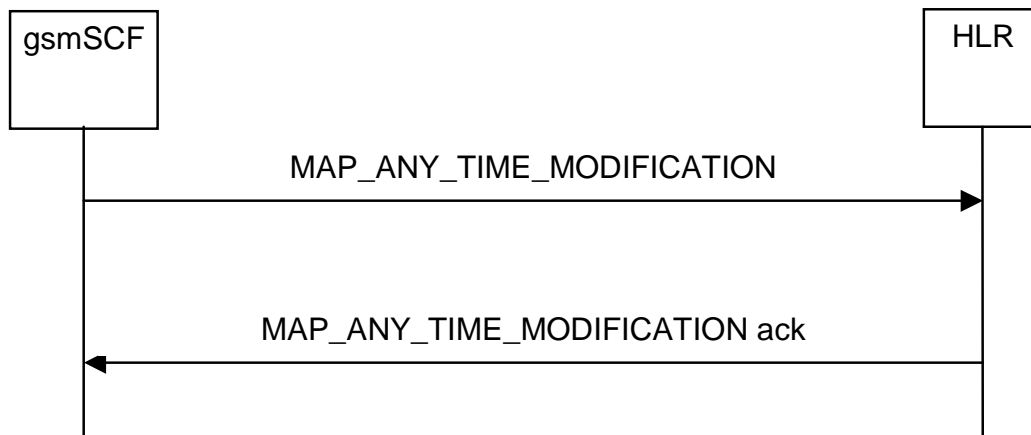 gsmSCF
HLR
MAP_ANY_TIME_MODIFICATION
MAP_ANY_TIME_MODIFICATION ack